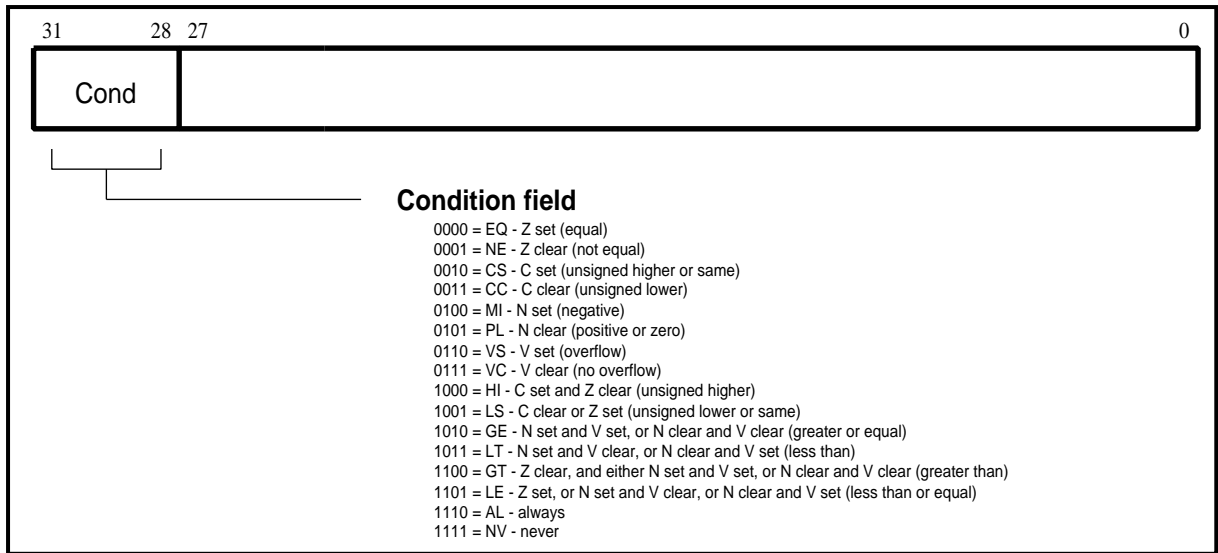 31 28 27 0
Cond
Condition field
0000 = EQ - Z set (equal)
0001 = NE - Z clear (not equal)
0010 = CS - C set (unsigned higher or same)
0011 = CC - C clear (unsigned lower)
0100 = MI - N set (negative)
0101 = PL - N clear (positive or zero)
0110 = VS - V set (overflow)
0111 = VC - V clear (no overflow)
1000 = HI - C set and Z clear (unsigned higher)
1001 = LS - C clear or Z set (unsigned lower or same)
1010 = GE - N set and V set, or N clear and V clear (greater or equal)
1011 = LT - N set and V clear, or N clear and V set (less than)
1100 = GT - Z clear, and either N set and V set, or N clear and V clear (greater than)
1101 = LE - Z set, or N set and V clear, or N clear and V set (less than or equal)
1110 = AL - always
1111 = NV - never